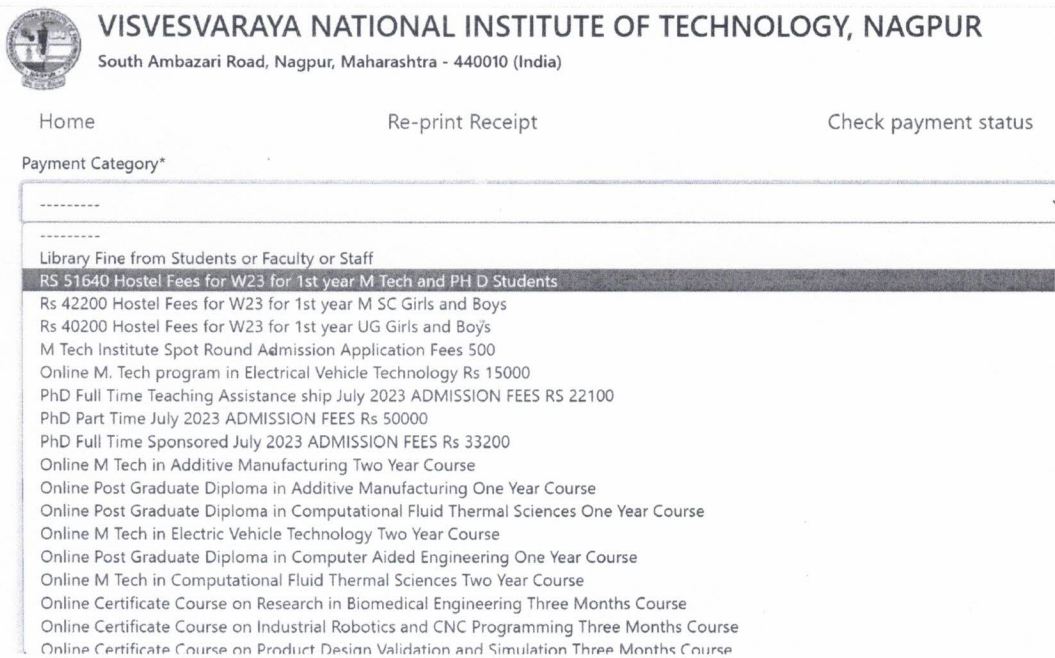 VISVESVARAYA NATIONAL INSTITUTE OF TECHNOLOGY, NAGPUR
South Ambazari Road, Nagpur, Maharashtra - 440010 (India)
Home Re-print Receipt Check payment status
Payment Category*
---------
---------
Library Fine from Students or Faculty or Staff
RS 51640 Hostel Fees for W23 for 1st year M Tech and PH D Students
Rs 42200 Hostel Fees for W23 for 1st year M SC Girls and Boys
Rs 40200 Hostel Fees for W23 for 1st year UG Girls and Boys
M Tech Institute Spot Round Admission Application Fees 500
Online M. Tech program in Electrical Vehicle Technology Rs 15000
PhD Full Time Teaching Assistance ship July 2023 ADMISSION FEES RS 22100
PhD Part Time July 2023 ADMISSION FEES Rs 50000
PhD Full Time Sponsored July 2023 ADMISSION FEES Rs 33200
Online M Tech in Additive Manufacturing Two Year Course
Online Post Graduate Diploma in Additive Manufacturing One Year Course
Online Post Graduate Diploma in Computational Fluid Thermal Sciences One Year Course
Online M Tech in Electric Vehicle Technology Two Year Course
Online Post Graduate Diploma in Computer Aided Engineering One Year Course
Online M Tech in Computational Fluid Thermal Sciences Two Year Course
Online Certificate Course on Research in Biomedical Engineering Three Months Course
Online Certificate Course on Industrial Robotics and CNC Programming Three Months Course
Online Certificate Course on Product Design Validation and Simulation Three Months Course